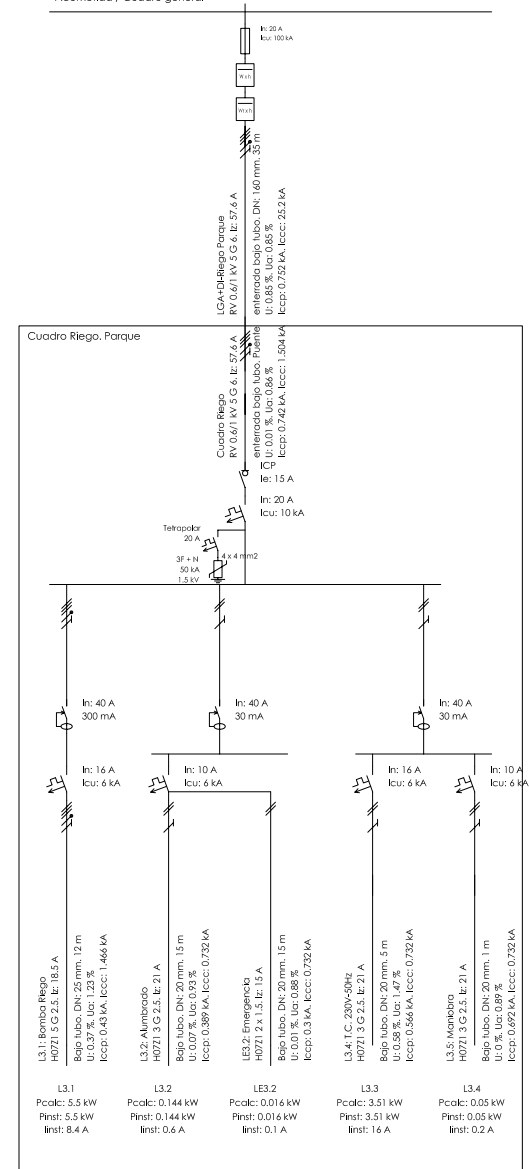 In: 20 A
Icu: 100 kA
W x h
Wr x h
LGA+DI-Riego Parque
RV 0.6/1 kV 5 G 6. Iz: 57.6 A
enterrada bajo tubo. DN: 160 mm. 35 m
U: 0.85 %. Ua: 0.85 %
Iccp: 0.752 kA. Iccc: 25.2 kA
Cuadro Riego. Parque
Cuadro Riego
RV 0.6/1 kV 5 G 6. Iz: 57.6 A
enterrada bajo tubo. Puente
U: 0.01 %. Ua: 0.86 %
Iccp: 0.742 kA. Iccc: 1.504 kA
ICP
Ie: 15 A
In: 20 A
Icu: 10 kA
Tetrapolar
20 A
4 x 4 mm2
3F + N
50 kA
1.5 kV
In: 40 A
300 mA
In: 40 A
30 mA
In: 40 A
30 mA
In: 16 A
Icu: 6 kA
In: 10 A
Icu: 6 kA
In: 16 A
Icu: 6 kA
In: 10 A
Icu: 6 kA
L3.1: Bomba Riego
H07Z1 5 G 2.5. Iz: 18.5 A
Bajo tubo. DN: 25 mm. 12 m
U: 0.37 %. Ua: 1.23 %
Iccp: 0.43 kA. Iccc: 1.466 kA
L3.2: Alumbrado
H07Z1 3 G 2.5. Iz: 21 A
Bajo tubo. DN: 20 mm. 15 m
U: 0.07 %. Ua: 0.93 %
Iccp: 0.389 kA. Iccc: 0.732 kA
LE3.2: Emergencia
H07Z1 2 x 1.5. Iz: 15 A
Bajo tubo. DN: 20 mm. 15 m
U: 0.01 %. Ua: 0.88 %
Iccp: 0.3 kA. Iccc: 0.732 kA
L3.4: T.C. 230V-50Hz
H07Z1 3 G 2.5. Iz: 21 A
Bajo tubo. DN: 20 mm. 5 m
U: 0.58 %. Ua: 1.47 %
Iccp: 0.566 kA. Iccc: 0.732 kA
L3.5: Maniobra
H07Z1 3 G 2.5. Iz: 21 A
Bajo tubo. DN: 20 mm. 1 m
U: 0 %. Ua: 0.89 %
Iccp: 0.692 kA. Iccc: 0.732 kA
L3.1
Pcalc: 5.5 kW
Pinst: 5.5 kW
Iinst: 8.4 A
L3.2
Pcalc: 0.144 kW
Pinst: 0.144 kW
Iinst: 0.6 A
LE3.2
Pcalc: 0.016 kW
Pinst: 0.016 kW
Iinst: 0.1 A
L3.3
Pcalc: 3.51 kW
Pinst: 3.51 kW
Iinst: 16 A
L3.4
Pcalc: 0.05 kW
Pinst: 0.05 kW
Iinst: 0.2 A